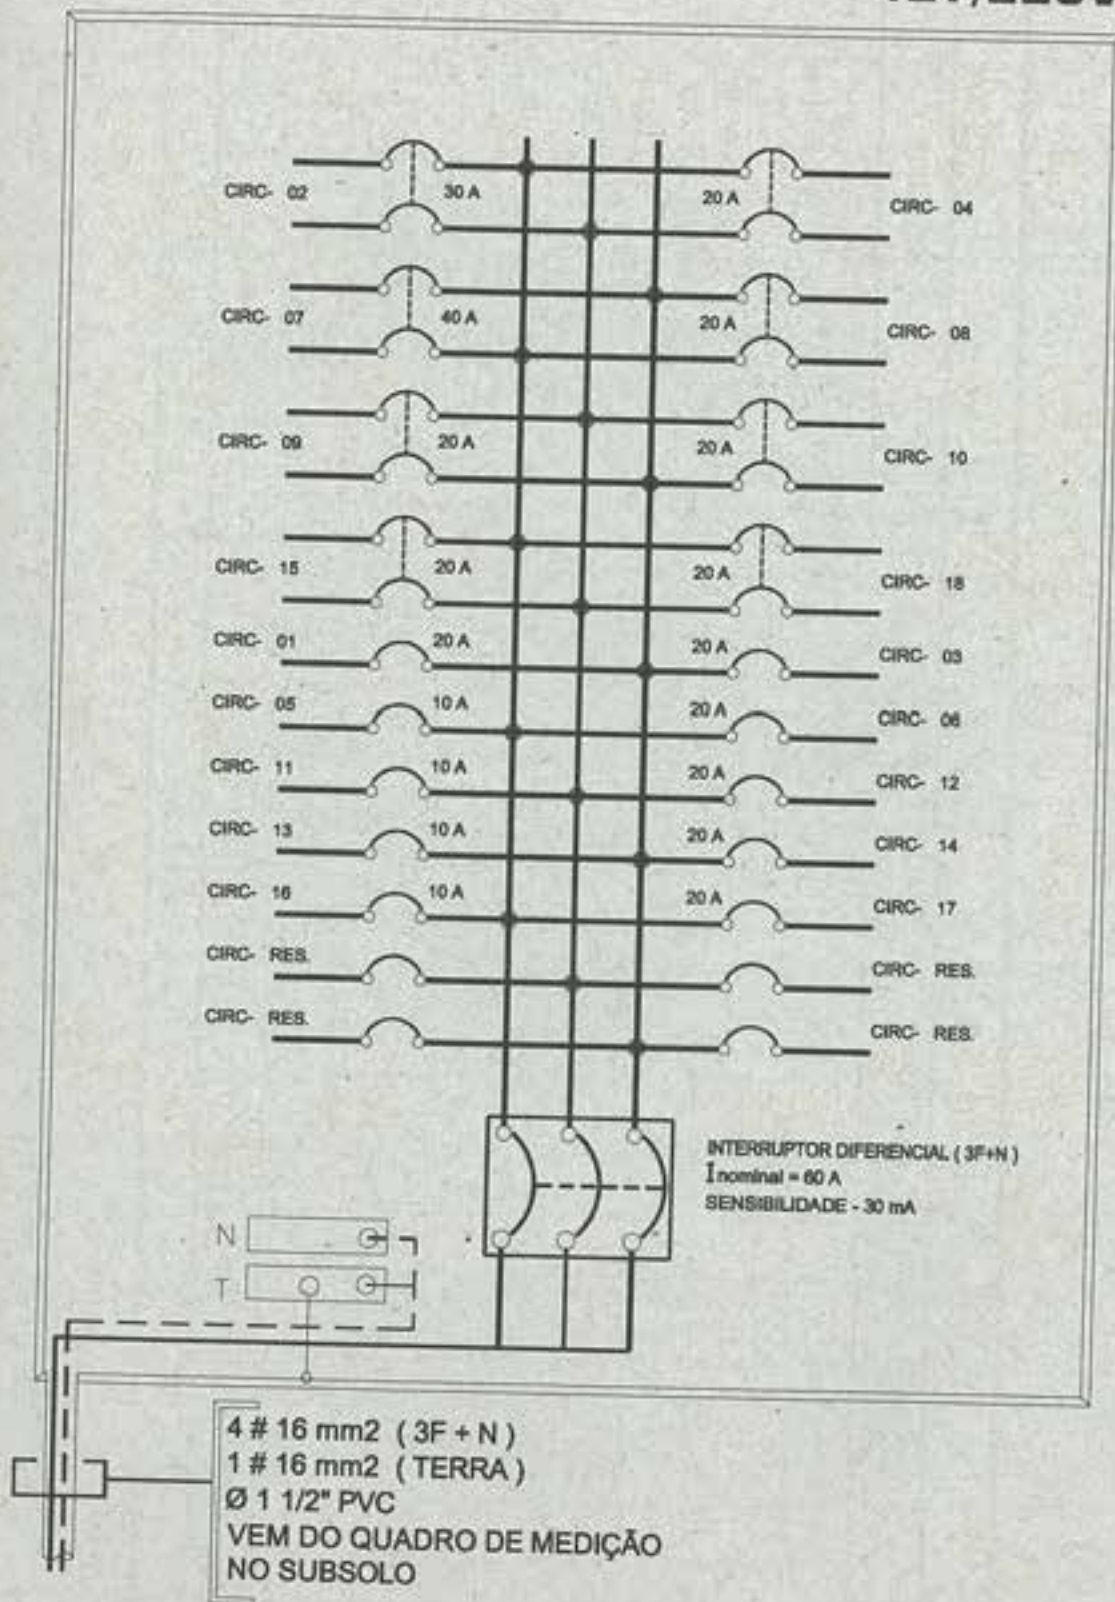 CIRC- 02 30 A 20 A CIRC- 04
CIRC- 07 40 A 20 A CIRC- 08
CIRC- 09 20 A 20 A CIRC- 10
CIRC- 15 20 A 20 A CIRC- 18
CIRC- 01 20 A 20 A CIRC- 03
CIRC- 05 10 A 20 A CIRC- 06
CIRC- 11 10 A 20 A CIRC- 12
CIRC- 13 10 A 20 A CIRC- 14
CIRC- 16 10 A 20 A CIRC- 17
CIRC- RES. CIRC- RES.
CIRC- RES. CIRC- RES.
INTERRUPTOR DIFERENCIAL ( 3F+N )
I nominal = 60 A
SENSIBILIDADE - 30 mA
N
T
4 # 16 mm2 ( 3F + N )
1 # 16 mm2 ( TERRA )
Ø 1 1/2" PVC
VEM DO QUADRO DE MEDIÇÃO
NO SUBSOLO